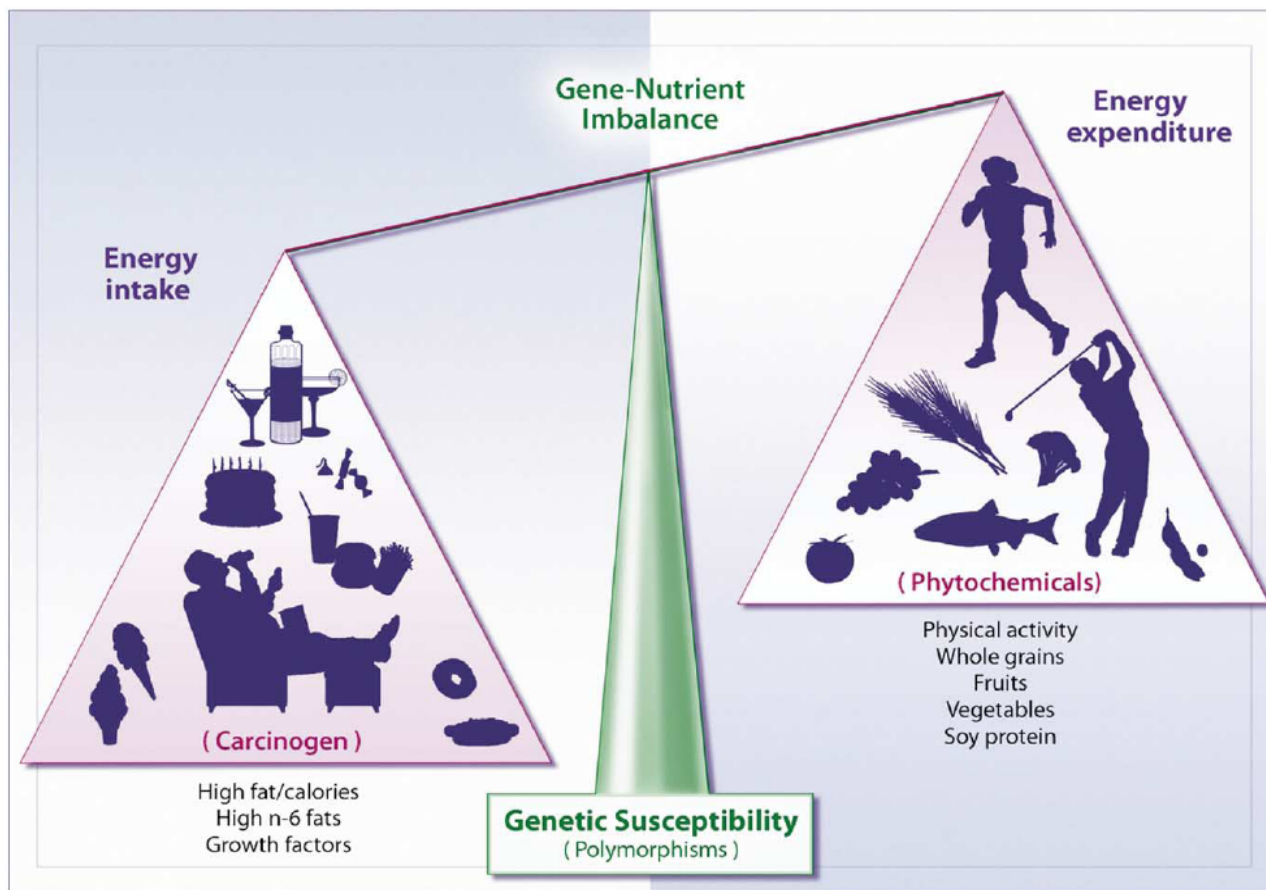 Gene-Nutrient
Imbalance
Energy
expenditure
Energy
intake
( Carcinogen )
High fat/calories
High n-6 fats
Growth factors
( Phytochemicals)
Physical activity
Whole grains
Fruits
Vegetables
Soy protein
Genetic Susceptibility
( Polymorphisms )